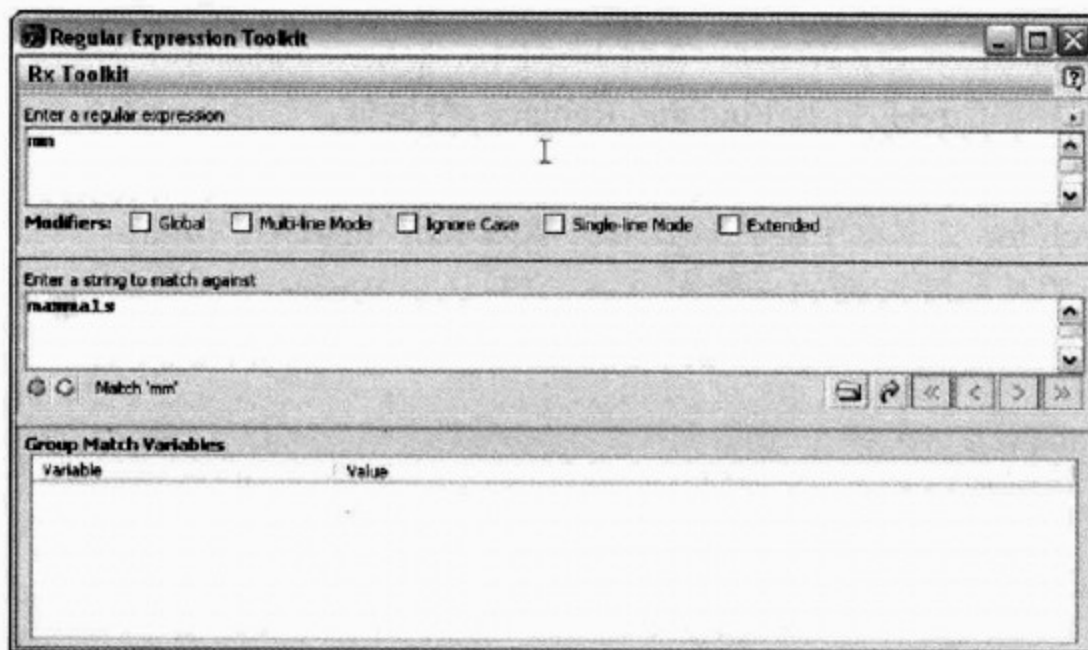 Regular Expression Toolkit
Rx Toolkit
Enter a regular expression
mm
Modifiers: Global Multi-line Mode Ignore Case Single-line Mode Extended
Enter a string to match against
mammals
Match 'mm'
Group Match Variables
Variable Value